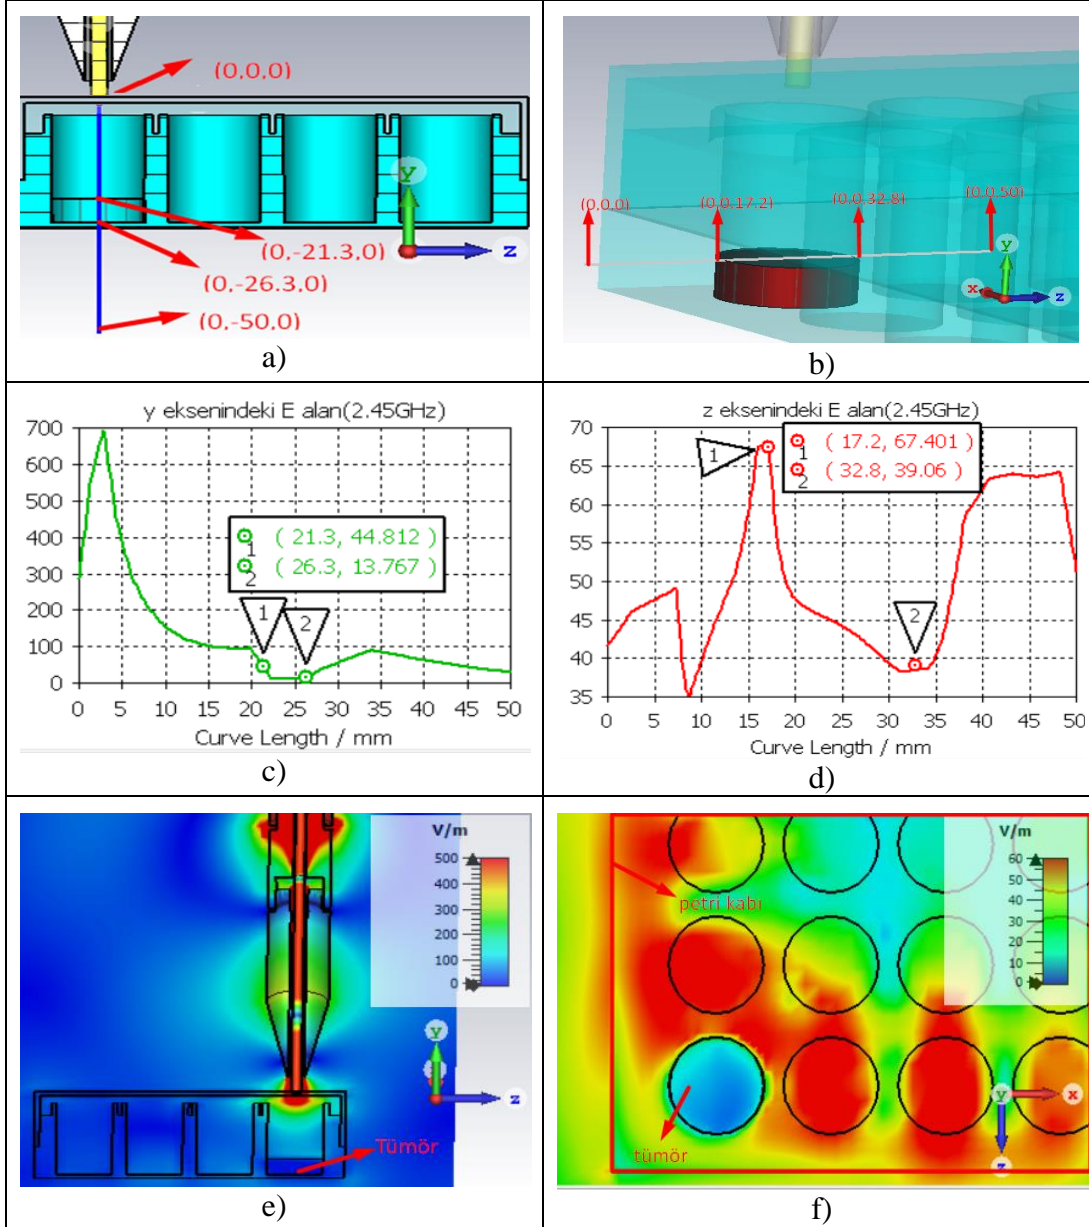 (0,0,0)
y
z
(0,-21.3,0)
(0,-26.3,0)
(0,-50,0)
a)
(0,0,0)
(0,0,17.2)
(0,0,32.8)
(0,0,50)
y
x
z
b)
y eksenindeki E alan(2.45GHz)
700
600
500
400
300
200
100
0
1 ( 21.3, 44.812 )
2 ( 26.3, 13.767 )
1
2
0 5 10 15 20 25 30 35 40 45 50
Curve Length / mm
c)
z eksenindeki E alan(2.45GHz)
70
65
60
55
50
45
40
35
1 ( 17.2, 67.401 )
2 ( 32.8, 39.06 )
1
2
0 5 10 15 20 25 30 35 40 45 50
Curve Length / mm
d)
V/m
500
400
300
200
100
0
y
z
Tümör
e)
V/m
60
50
40
30
20
10
0
petri kabı
tümör
y
x
z
f)